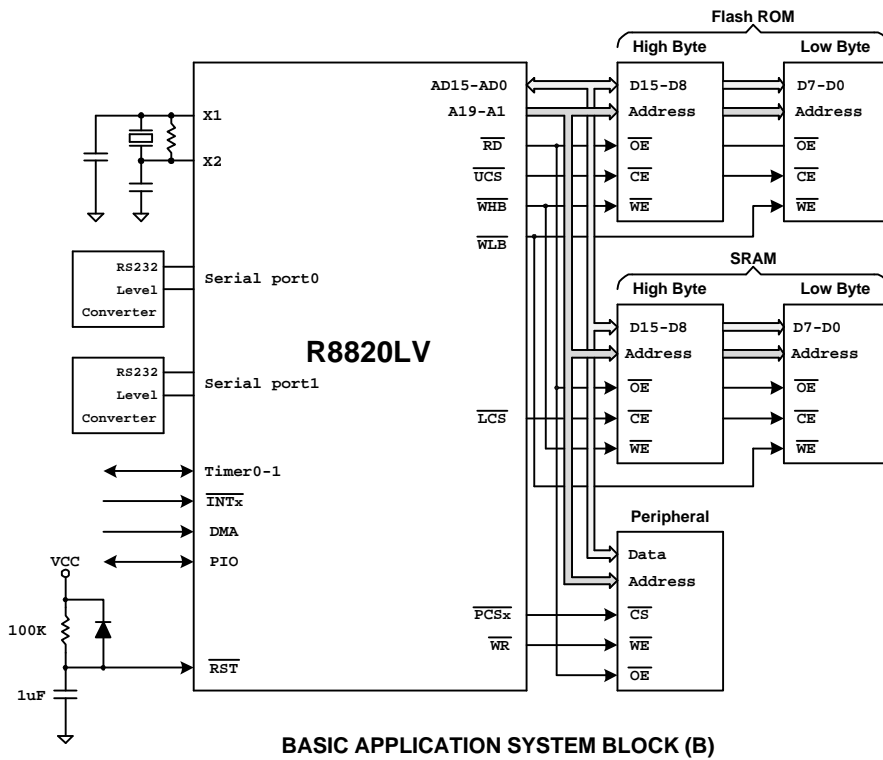 Flash ROM
High Byte
Low Byte
AD15-AD0
D15-D8
D7-D0
A19-A1
Address
Address
X1
X2
RD
OE
OE
UCS
CE
CE
WHB
WE
WE
WLB
RS232
Level
Converter
Serial port0
SRAM
High Byte
Low Byte
D15-D8
D7-D0
Address
Address
R8820LV
RS232
Level
Converter
Serial port1
OE
OE
LCS
CE
CE
WE
WE
Timer0-1
INTx
DMA
PIO
Peripheral
Data
Address
VCC
100K
1uF
RST
PCSx
CS
WR
WE
OE
BASIC APPLICATION SYSTEM BLOCK (B)